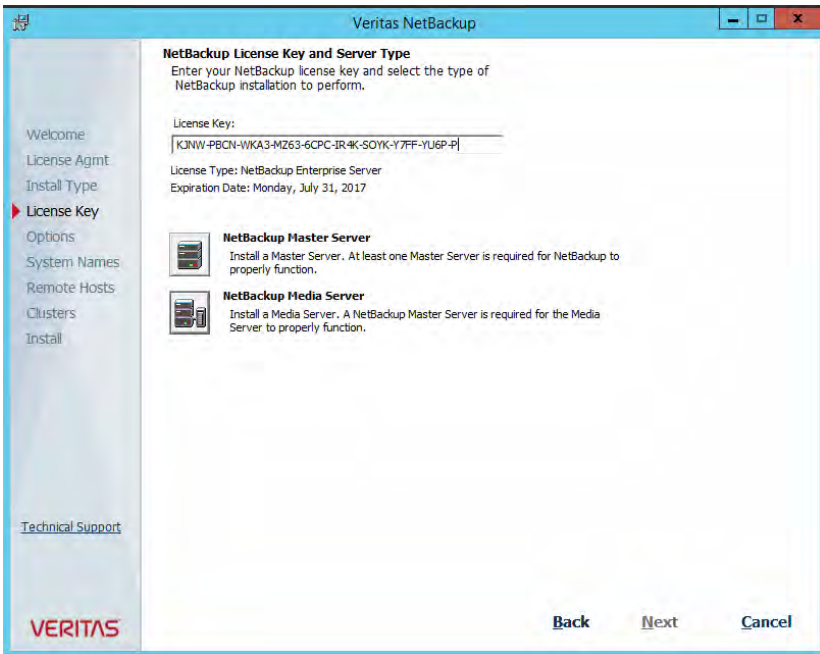 Veritas NetBackup
NetBackup License Key and Server Type
Enter your NetBackup license key and select the type of
NetBackup installation to perform.
License Key:
KJNW-PBCN-WKA3-MZ63-6CPC-IR4K-SOYK-Y7FF-YU6P-P
License Type: NetBackup Enterprise Server
Expiration Date: Monday, July 31, 2017
Welcome
License Agmt
Install Type
License Key
Options
System Names
Remote Hosts
Clusters
Install
NetBackup Master Server
Install a Master Server. At least one Master Server is required for NetBackup to
properly function.
NetBackup Media Server
Install a Media Server. A NetBackup Master Server is required for the Media
Server to properly function.
Technical Support
VERITAS
Back
Next
Cancel